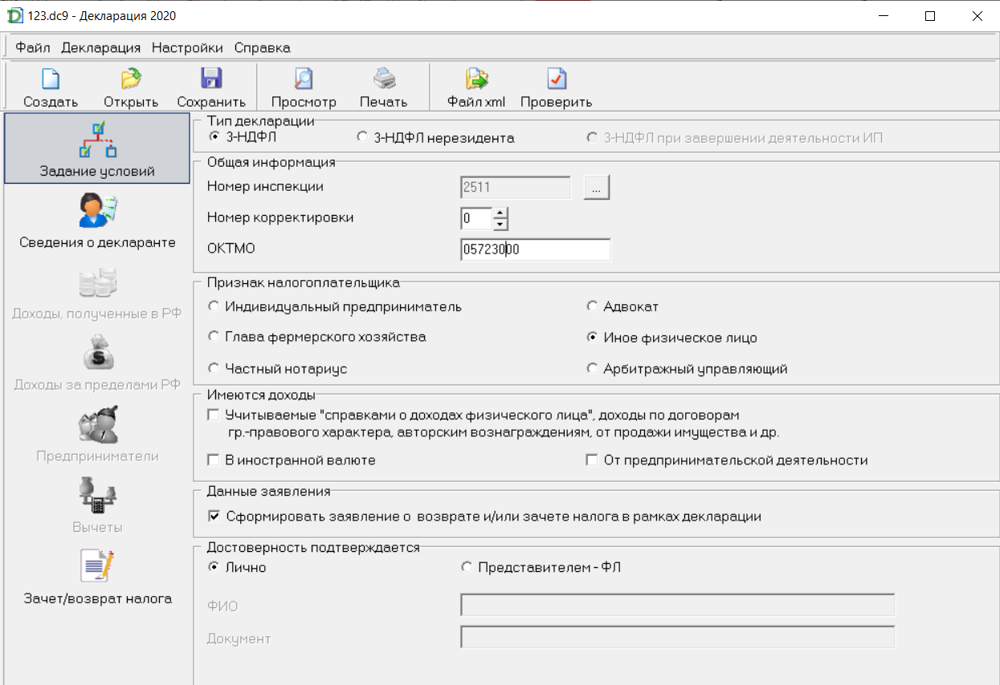 123.dc9 - Декларация 2020
Файл Декларация Настройки Справка
Создать Открыть Сохранить Просмотр Печать Файл xml Проверить
Задание условий
Сведения о декларанте
Доходы, полученные в РФ
Доходы за пределами РФ
Предприниматели
Вычеты
Зачет/возврат налога
Тип декларации
3-НДФЛ 3-НДФЛ нерезидента 3-НДФЛ при завершении деятельности ИП
Общая информация
Номер инспекции 2511 ...
Номер корректировки 0
ОКТМО 05723000
Признак налогоплательщика
Индивидуальный предприниматель Адвокат
Глава фермерского хозяйства Иное физическое лицо
Частный нотариус Арбитражный управляющий
Имеются доходы
Учитываемые "справками о доходах физического лица", доходы по договорам
гр.-правового характера, авторским вознаграждениям, от продажи имущества и др.
В иностранной валюте От предпринимательской деятельности
Данные заявления
Сформировать заявление о возврате и/или зачете налога в рамках декларации
Достоверность подтверждается
Лично Представителем - ФЛ
ФИО
Документ